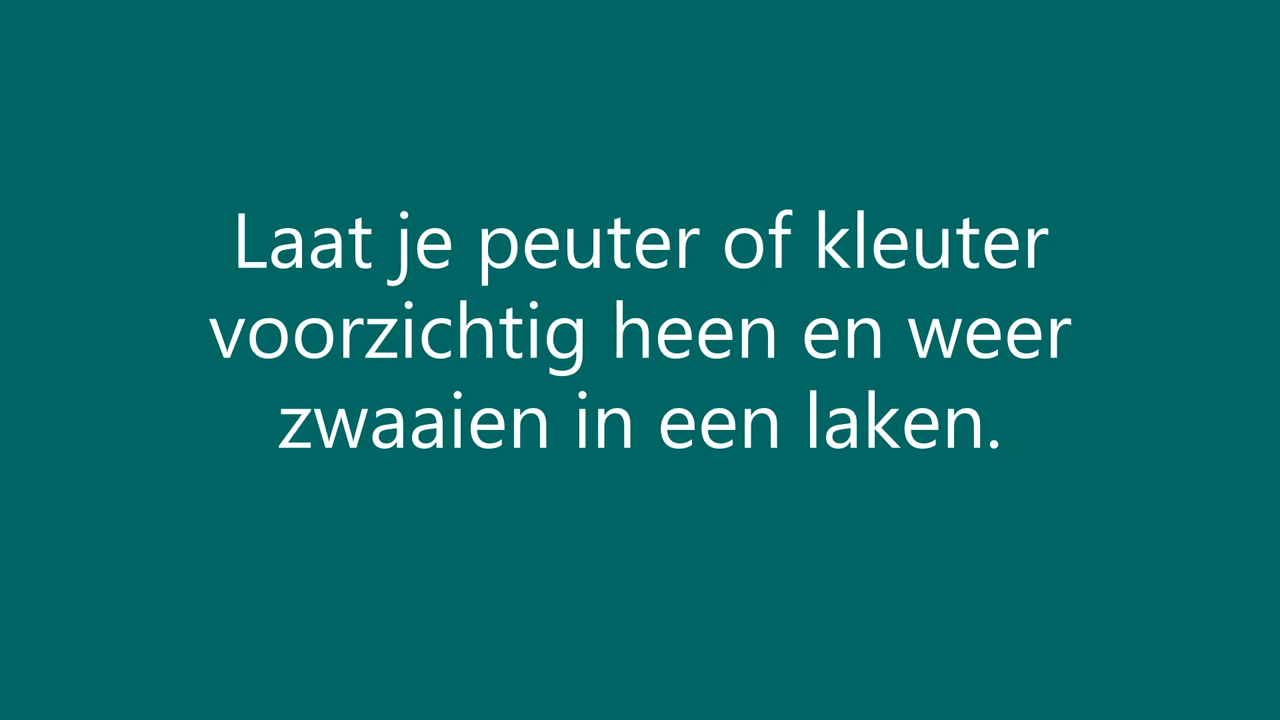 Laat je peuter of kleuter
voorzichtig heen en weer
zwaaien in een laken.